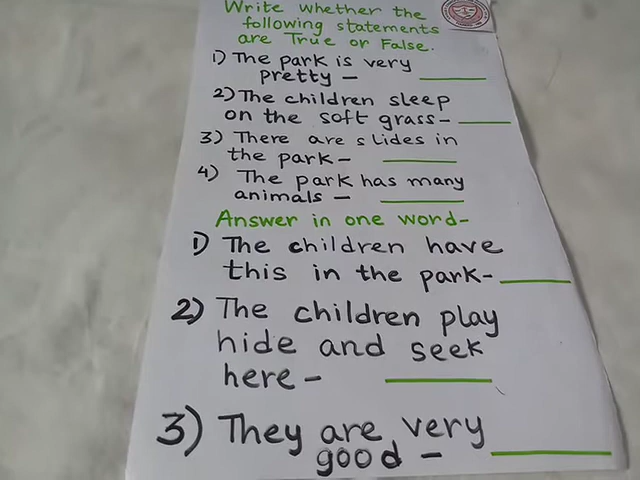 Write whether the
following statements
are True or False.
1) The park is very
pretty –
2) The children sleep
on the soft grass–
3) There are slides in
the park–
4) The park has many
animals –
Answer in one word–
1) The children have
this in the park–
2) The children play
hide and seek
here –
3) They are very
good –